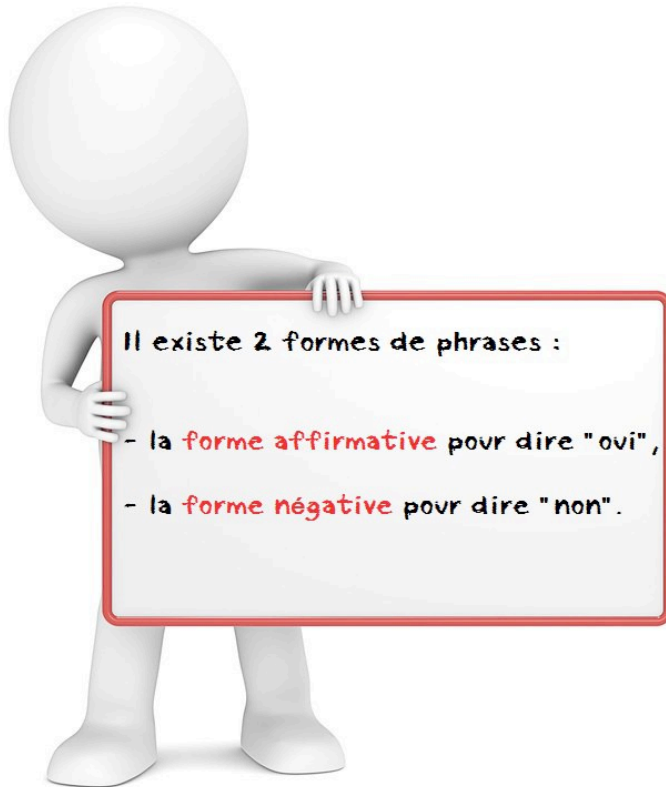 Il existe 2 formes de phrases :
- la forme affirmative pour dire "oui",
- la forme négative pour dire "non".